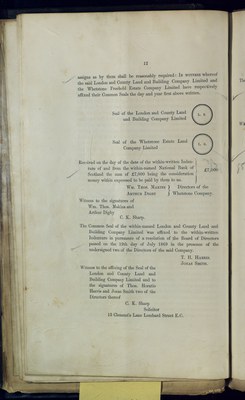 12
assigns or by them shall be reasonably required: In witness whereof
the said London and County Land and Building Company Limited and
the Whetstone Freehold Estate Company Limited have respectively
affixed their Common Seals the day and year first above written.
Seal of the London and County Land
and Building Company Limited
L. S.
Seal of the Whetstone Estate Land
Company Limited
L. S.
Received on the day of the date of the within-written Inden-
ture of and from the within-named National Bank of
Scotland the sum of £7,000 being the consideration
money within expressed to be paid by them to us
£7,000
Wm Thos
Arthur Digby
Directors of the
Whetstone Company.
Witness to the signatures of
Wm. Thos. and
Arthur Digby
C. K. Sharp.
The Common Seal of the within-named London and County Land and
Building Company Limited was affixed to the within-written
Indenture in pursuance of a resolution of the Board of Directors
passed on the day of July in the presence of the
undersigned two of the Directors of the said Company.
T. H. Harris
Jonas Smith.
Witness to the affixing of the Seal of the
London and County Land and
Building Company Limited and to
the signatures of Thos. Horatio
Harris and Jonas Smith two of the
Directors thereof
C. K. Sharp
Solicitor
Clement's Lane Lombard Street E.C.